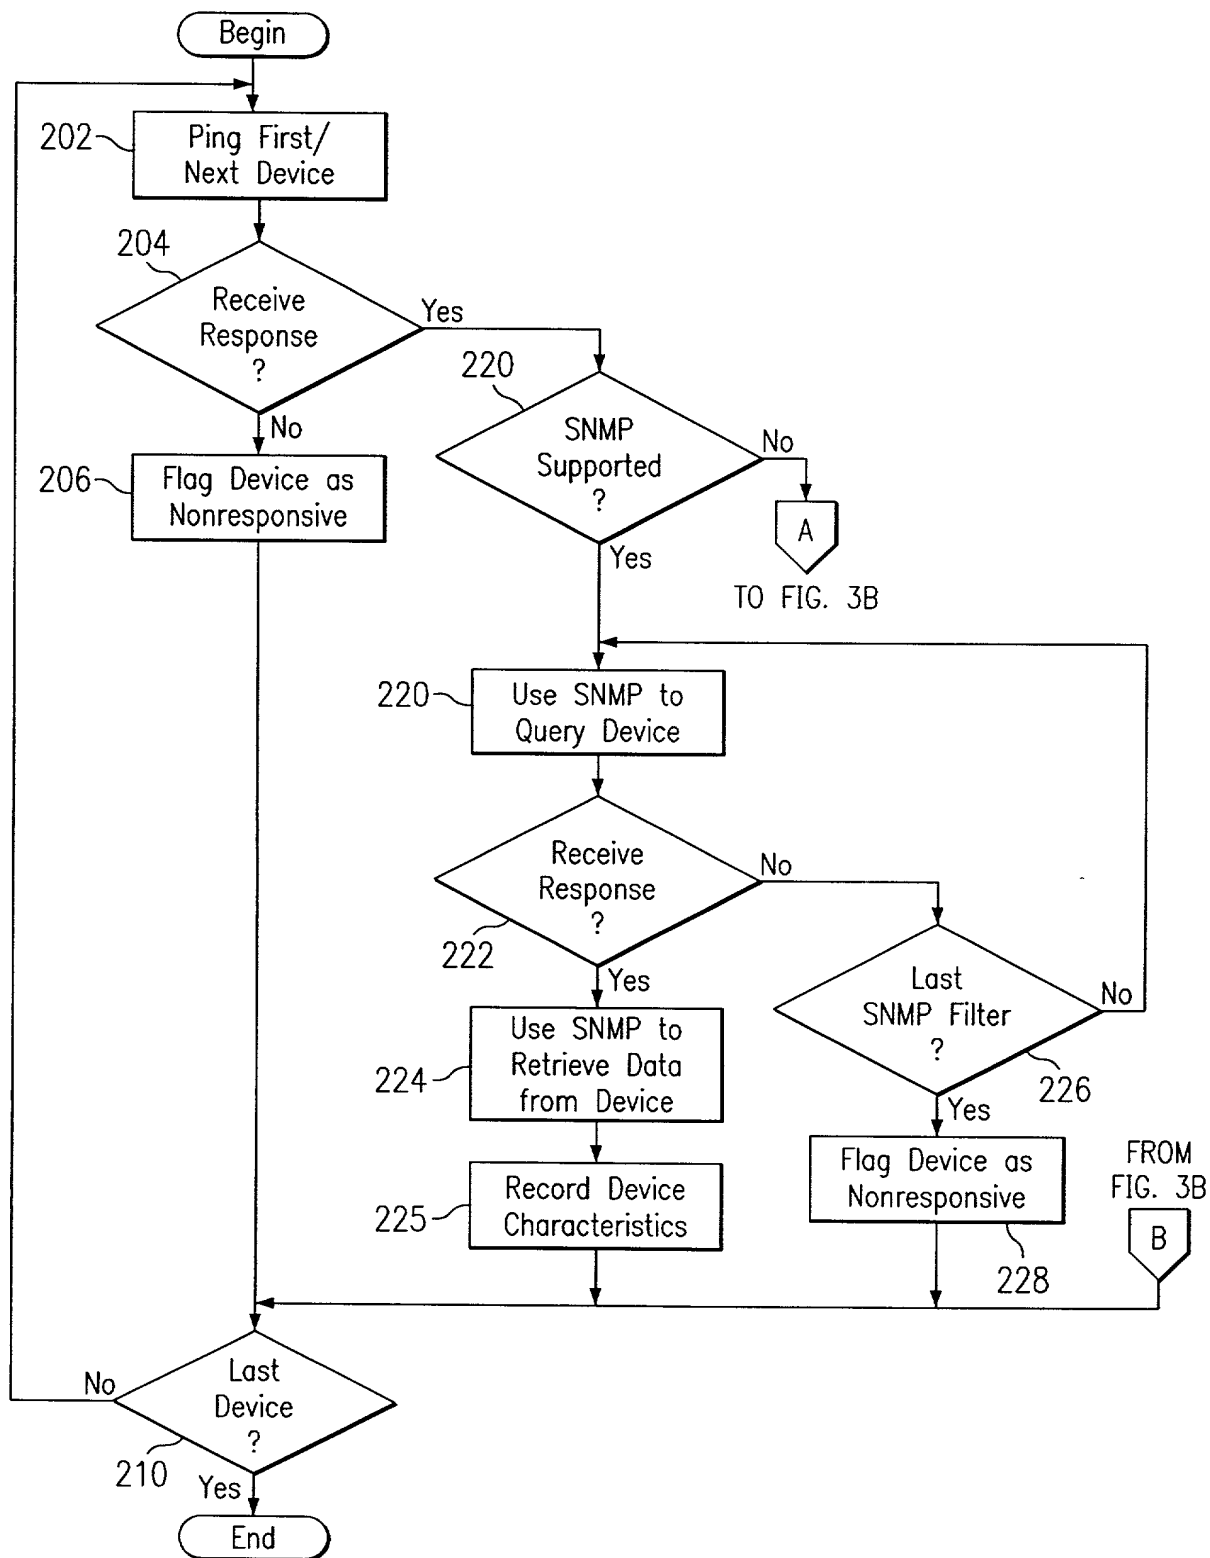 Begin
202
Ping First/
Next Device
204
Receive
Response
?
Yes
No
220
SNMP
Supported
?
No
Yes
A
TO FIG. 3B
206
Flag Device as
Nonresponsive
220
Use SNMP to
Query Device
Receive
Response
?
222
No
Yes
Last
SNMP Filter
?
No
226
Yes
224
Use SNMP to
Retrieve Data
from Device
225
Record Device
Characteristics
Flag Device as
Nonresponsive
228
FROM
FIG. 3B
B
Last
Device
?
No
210
Yes
End